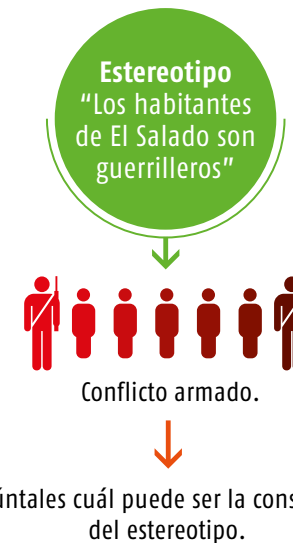 Estereotipo
“Los habitantes
de El Salado son
guerrilleros”
Conflicto armado.
cuál puede ser la
del estereotipo.